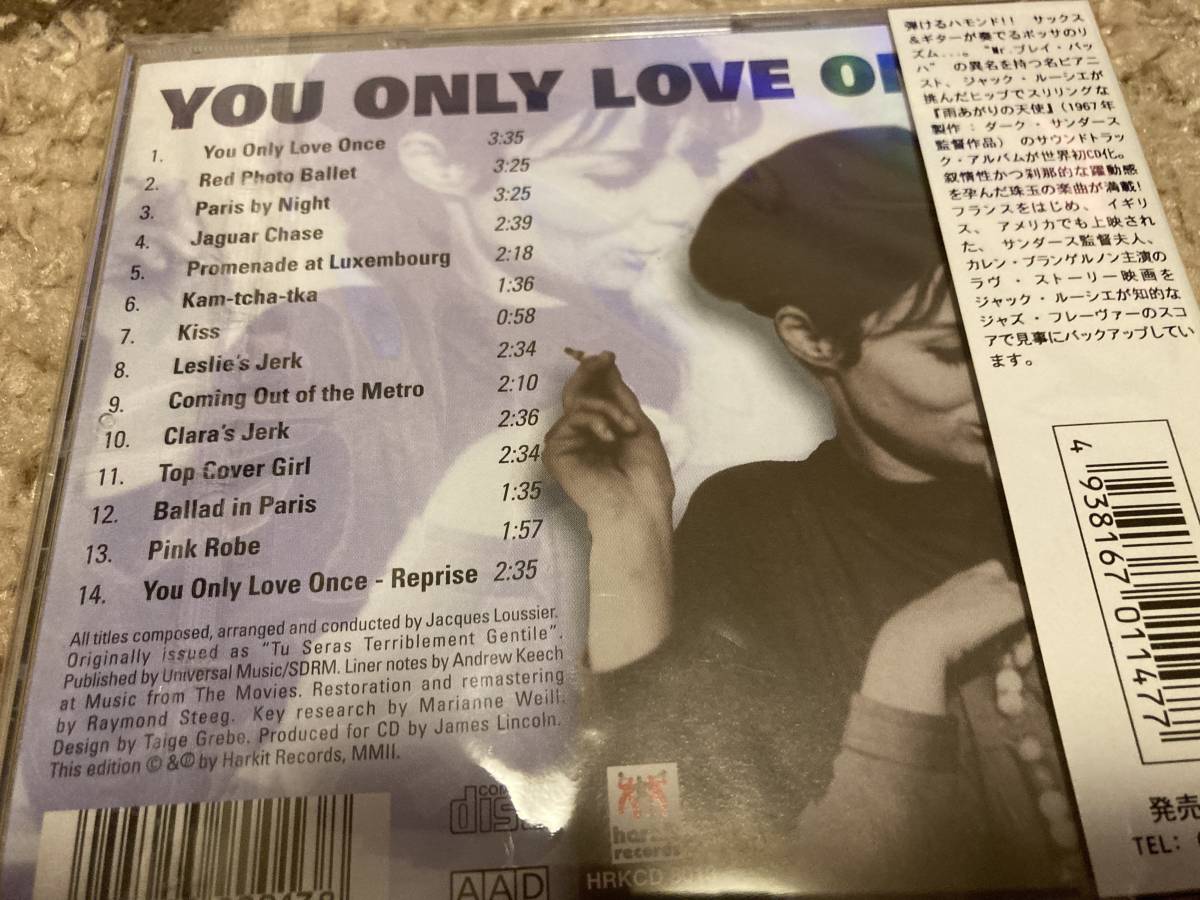 YOU ONLY LOVE
1. You Only Love Once 3:35
2. Red Photo Ballet 3:25
3. Paris by Night 3:25
4. Jaguar Chase 2:39
5. Promenade at Luxembourg 2:18
6. Kam-tcha-tka 1:36
7. Kiss 0:58
8. Leslie's Jerk 2:34
9. Coming Out of the Metro 2:10
10. Clara's Jerk 2:36
11. Top Cover Girl 2:34
12. Ballad in Paris 1:35
13. Pink Robe 1:57
14. You Only Love Once - Reprise 2:35
All titles composed, arranged and conducted by Jacques Loussier.
Originally issued as "Tu Seras Terriblement Gentile".
Published by Universal Music/SDRM. Liner notes by Andrew Keech
at Music from The Movies. Restoration and remastering
by Raymond Steeg. Key research by Marianne Weill.
Design by Taige Grebe. Produced for CD by James Lincoln.
This edition © & ℗ by Harkit Records, MMII.
AAD
records
HRKCD
弾けるハモンド!! サックス
&ギターが奏でるボッサのリ
ズム...。 "Mr.プレイ・バッ
ハ" の異名を持つ名ピアニ
スト、ジャック・ルーシエが
挑んだヒップでスリリングな
『雨あがりの天使』(1967年
製作:ダーク・サンダース
監督作品) のサウンドトラッ
ク・アルバムが世界初CD化。
叙惰性かつ刹那的な躍動感
を孕んだ珠玉の楽曲が満載!
フランスをはじめ、イギリ
ス、アメリカでも上映され
た、サンダース監督夫人、
カレン・ブランゲルノン主演の
ラヴ・ストーリー映画を
ジャック・ルーシエが知的な
ジャズ・フレーヴァーのスコ
アで見事にバックアップしてい
ます。
4 938167 011477
発売
TEL: